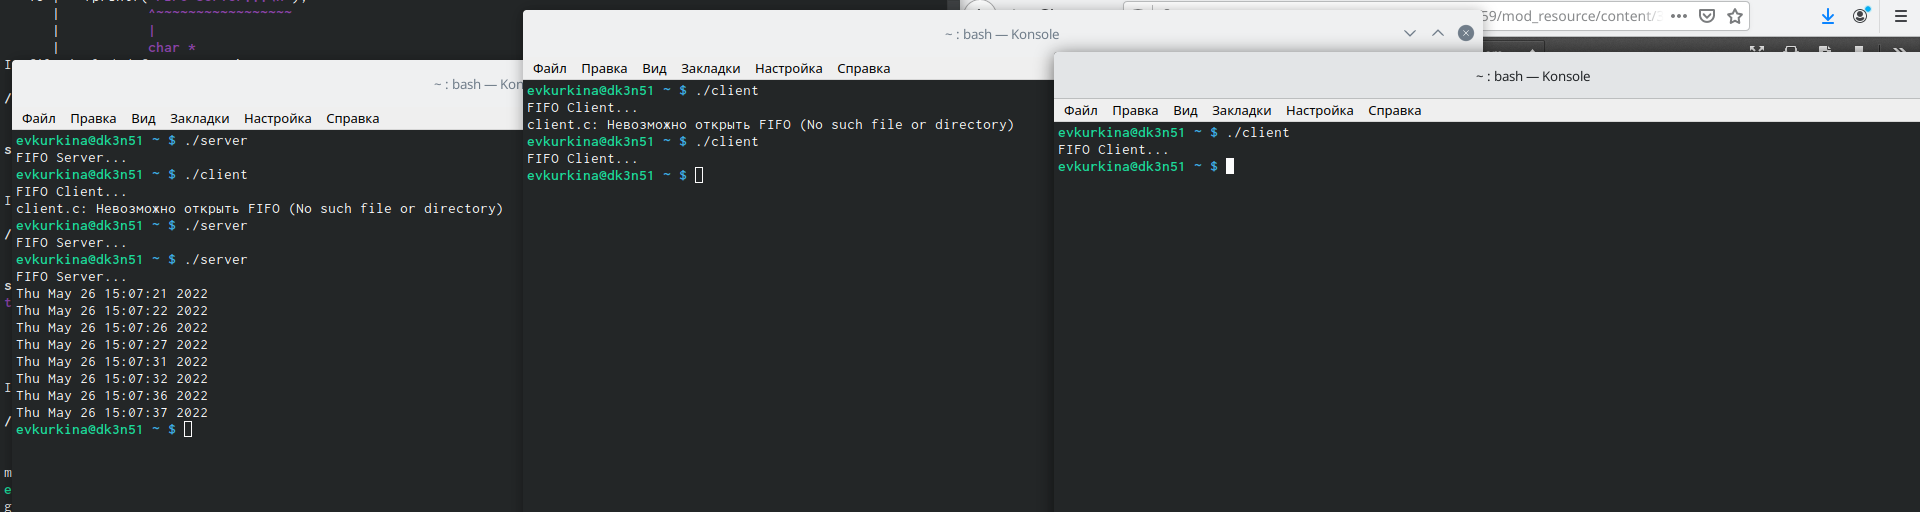 ^~~~~~~~~~~~~~~~~~
|
char *
59/mod_resource/content/3
~ : bash — Kon
Файл Правка Вид Закладки Настройка Справка
evkurkina@dk3n51 ~ $ ./server
FIFO Server...
evkurkina@dk3n51 ~ $ ./client
FIFO Client...
client.c: Невозможно открыть FIFO (No such file or directory)
evkurkina@dk3n51 ~ $ ./server
FIFO Server...
evkurkina@dk3n51 ~ $ ./server
FIFO Server...
Thu May 26 15:07:21 2022
Thu May 26 15:07:22 2022
Thu May 26 15:07:26 2022
Thu May 26 15:07:27 2022
Thu May 26 15:07:31 2022
Thu May 26 15:07:32 2022
Thu May 26 15:07:36 2022
Thu May 26 15:07:37 2022
evkurkina@dk3n51 ~ $
~ : bash — Konsole
Файл Правка Вид Закладки Настройка Справка
evkurkina@dk3n51 ~ $ ./client
FIFO Client...
client.c: Невозможно открыть FIFO (No such file or directory)
evkurkina@dk3n51 ~ $ ./client
FIFO Client...
evkurkina@dk3n51 ~ $
~ : bash — Konsole
Файл Правка Вид Закладки Настройка Справка
evkurkina@dk3n51 ~ $ ./client
FIFO Client...
evkurkina@dk3n51 ~ $